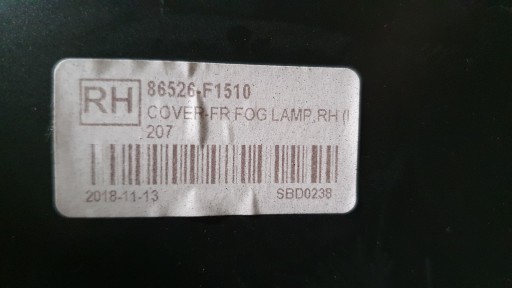 RH
86526-F1510
COVER-FR FOG LAMP,RH (I
207
2018-11-13 SBD0238